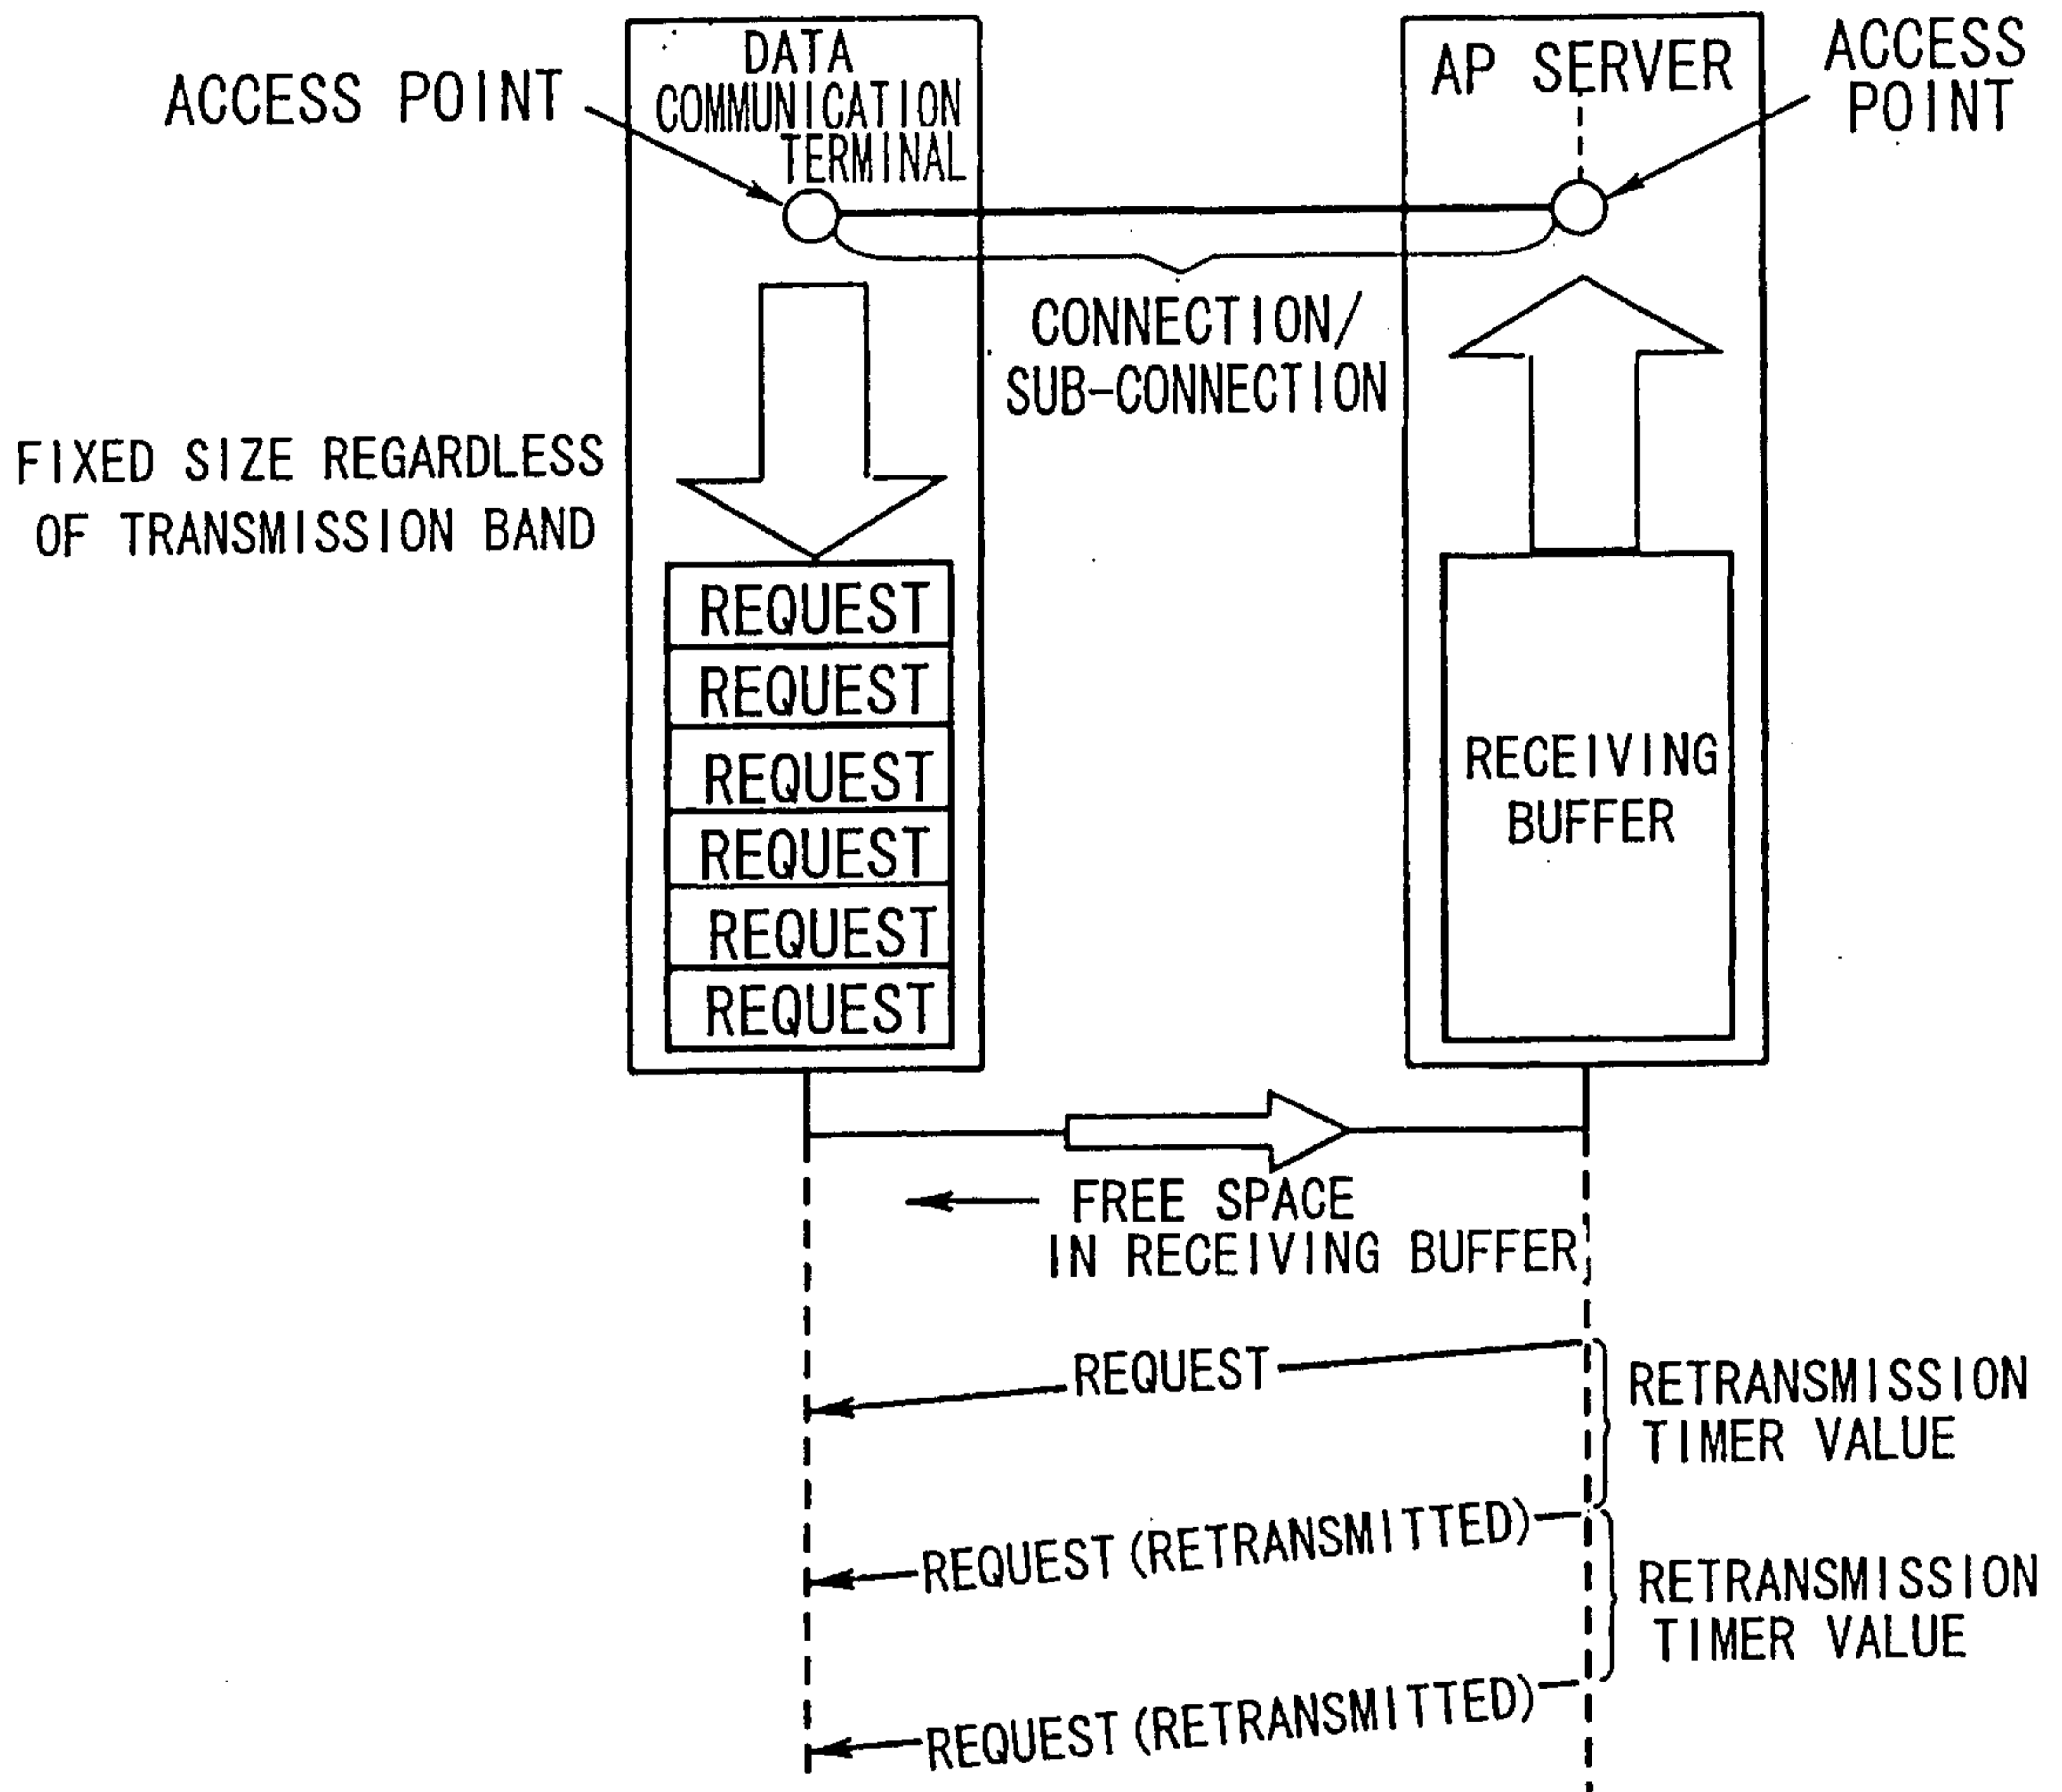 DATA
COMMUNICATION
TERMINAL
AP SERVER
ACCESS POINT
ACCESS
POINT
CONNECTION/
SUB-CONNECTION
FIXED SIZE REGARDLESS
OF TRANSMISSION BAND
REQUEST
REQUEST
REQUEST
REQUEST
REQUEST
REQUEST
RECEIVING
BUFFER
FREE SPACE
IN RECEIVING BUFFER
REQUEST
RETRANSMISSION
TIMER VALUE
REQUEST (RETRANSMITTED)
RETRANSMISSION
TIMER VALUE
REQUEST (RETRANSMITTED)